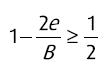 1 − 2e/B ≥ 1/2